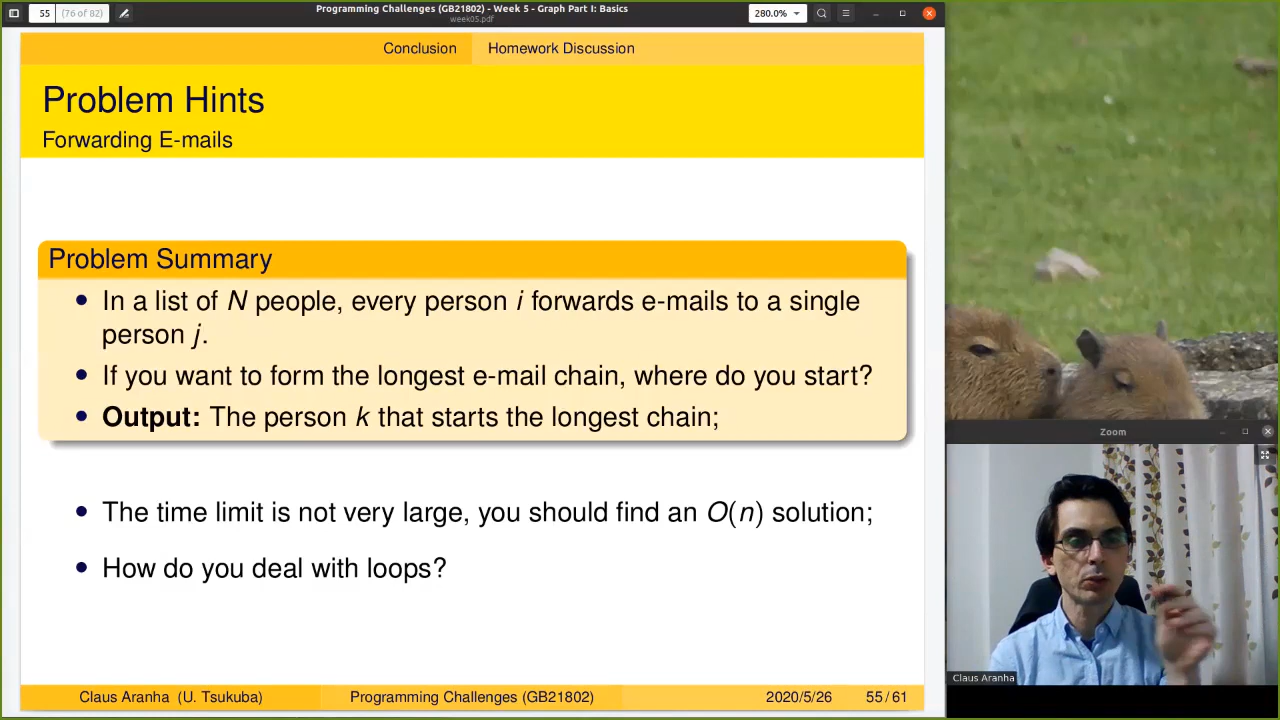 55 (76 of 82)
Programming Challenges (GB21802) - Week 5 - Graph Part I: Basics
week05.pdf
280.0%
Conclusion Homework Discussion
Problem Hints
Forwarding E-mails
Problem Summary
In a list of N people, every person i forwards e-mails to a single
person j.
If you want to form the longest e-mail chain, where do you start?
Output: The person k that starts the longest chain;
The time limit is not very large, you should find an O(n) solution;
How do you deal with loops?
Claus Aranha (U. Tsukuba) Programming Challenges (GB21802) 2020/5/26 55 / 61
Zoom
Claus Aranha